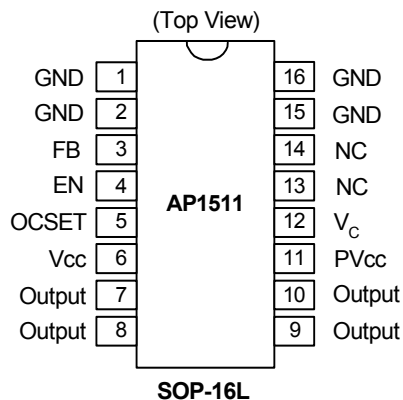 (Top View)
GND 1 16 GND
GND 2 15 GND
FB 3 14 NC
EN 4 13 NC
AP1511
OCSET 5 12 VC
Vcc 6 11 PVcc
Output 7 10 Output
Output 8 9 Output
SOP-16L